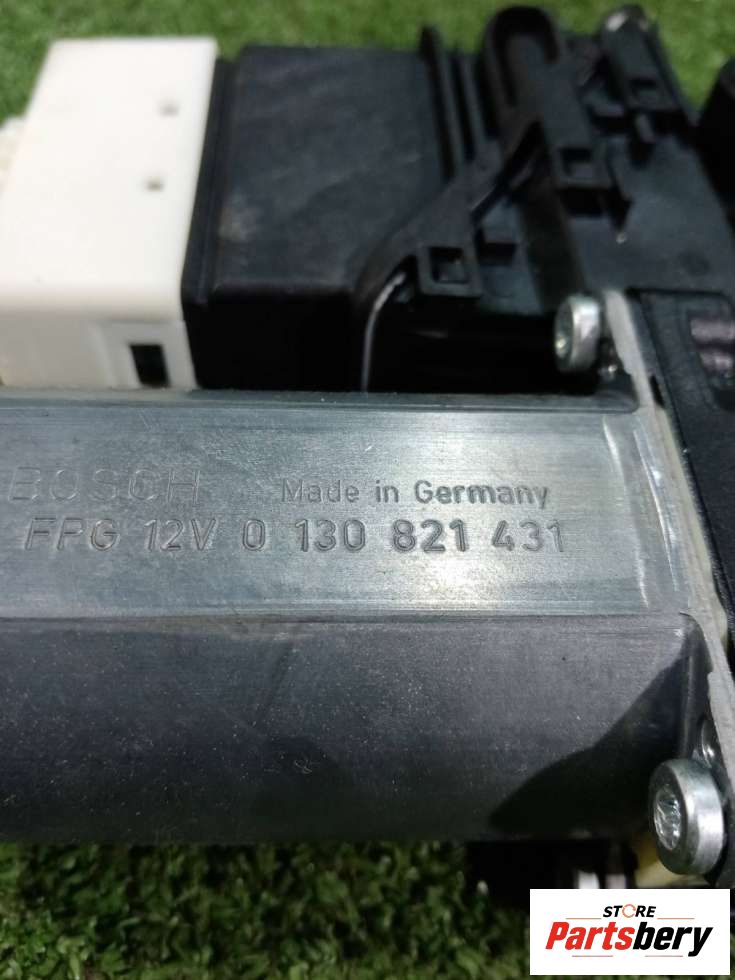 BOSCH Made in Germany
FPG 12V 0 130 821 431
STORE
Partsbery